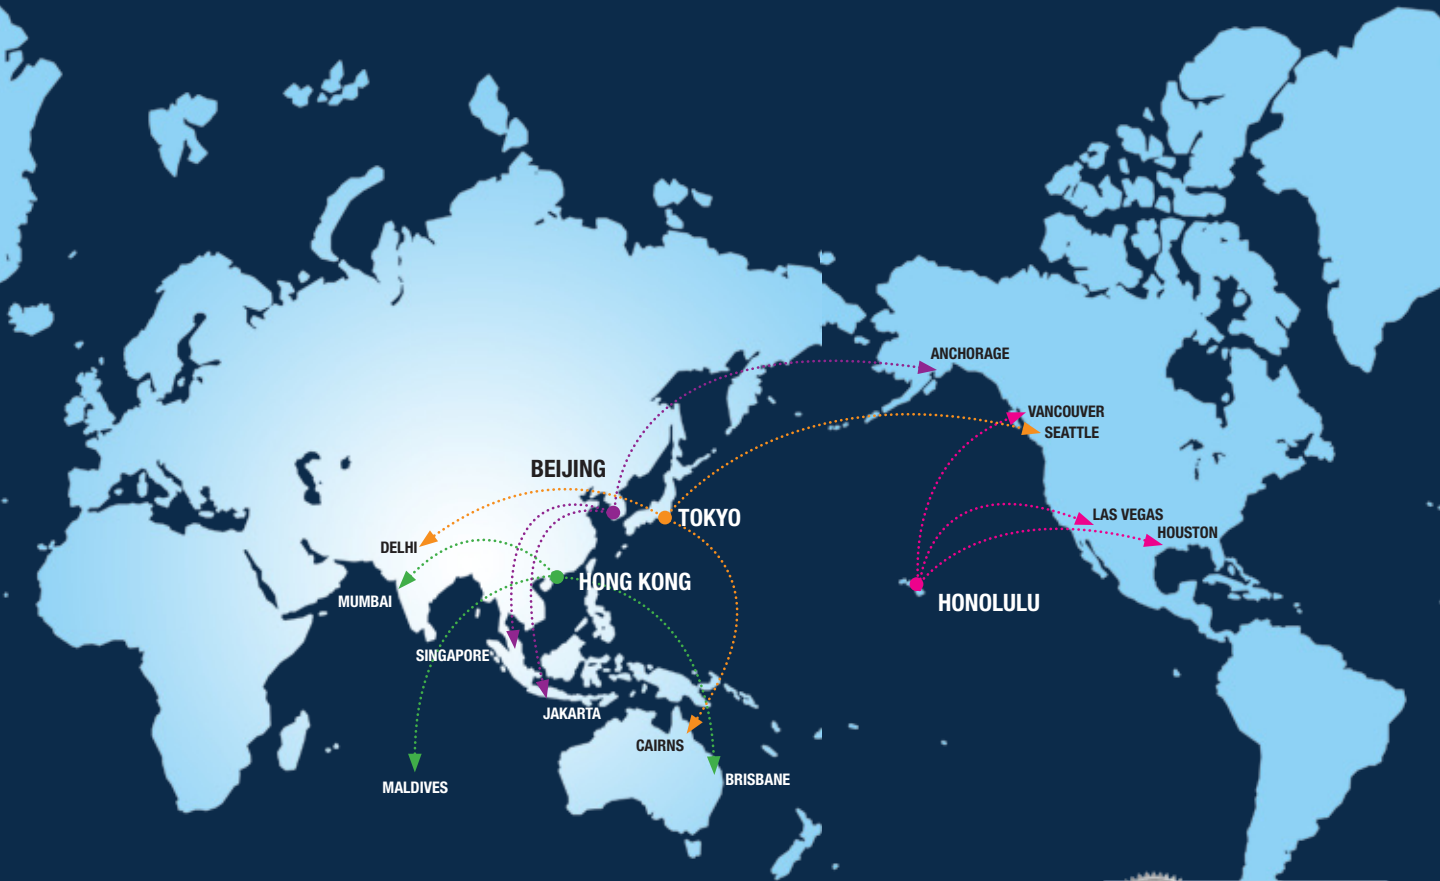 ANCHORAGE
VANCOUVER
SEATTLE
BEIJING
TOKYO
LAS VEGAS
HOUSTON
DELHI
HONG KONG
MUMBAI
HONOLULU
SINGAPORE
JAKARTA
CAIRNS
BRISBANE
MALDIVES